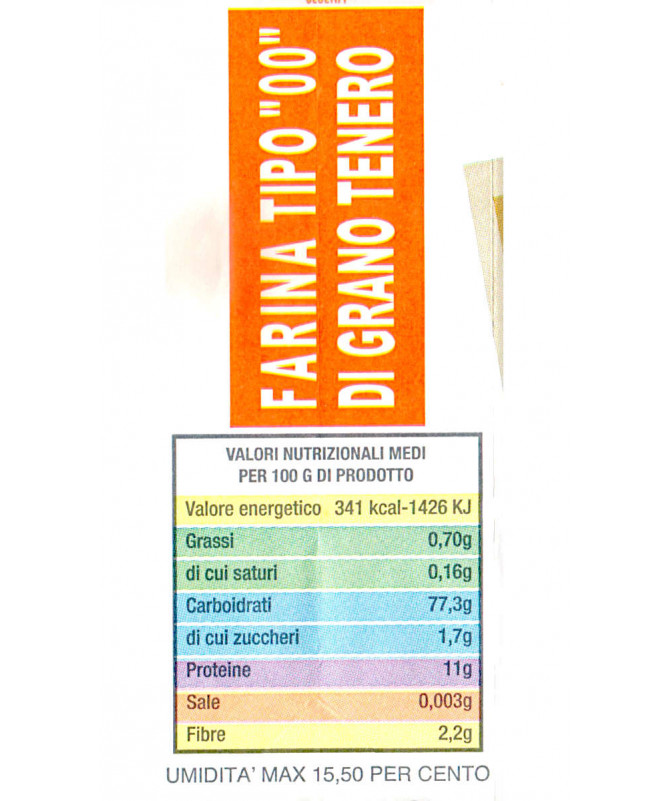 FARINA TIPO "00"
DI GRANO TENERO
VALORI NUTRIZIONALI MEDI
PER 100 G DI PRODOTTO
Valore energetico 341 kcal-1426 KJ
Grassi 0,70g
di cui saturi 0,16g
Carboidrati 77,3g
di cui zuccheri 1,7g
Proteine 11g
Sale 0,003g
Fibre 2,2g
UMIDITA' MAX 15,50 PER CENTO